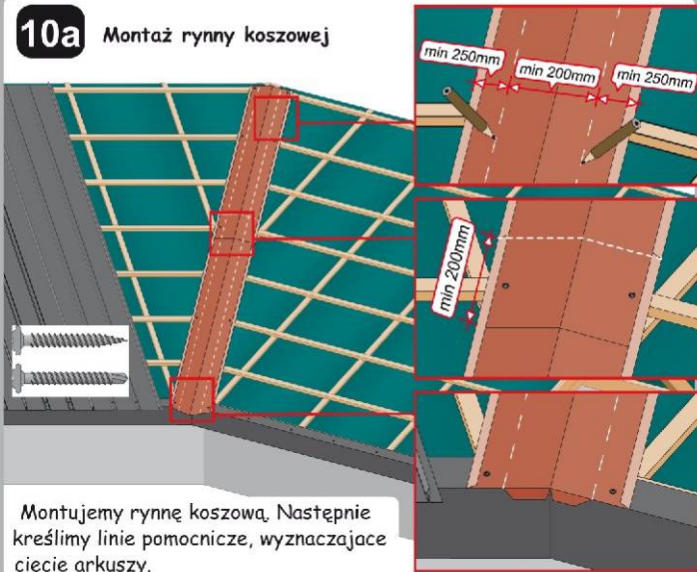 10a Montaż rynny koszowej
min 250mm
min 200mm
min 250mm
min 200mm
Montujemy rynnę koszową. Następnie
kreślimy linie pomocnicze, wyznaczajace
cięcie arkuszy.